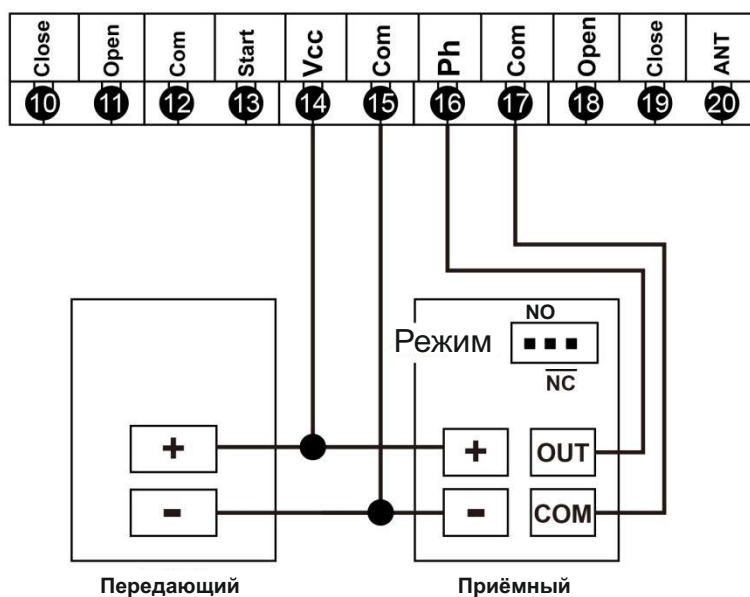 Close Open Com Start Vcc Com Ph Com Open Close ANT
10 11 12 13 14 15 16 17 18 19 20
NO
Режим
NC
+ + OUT
- - COM
Передающий Приёмный